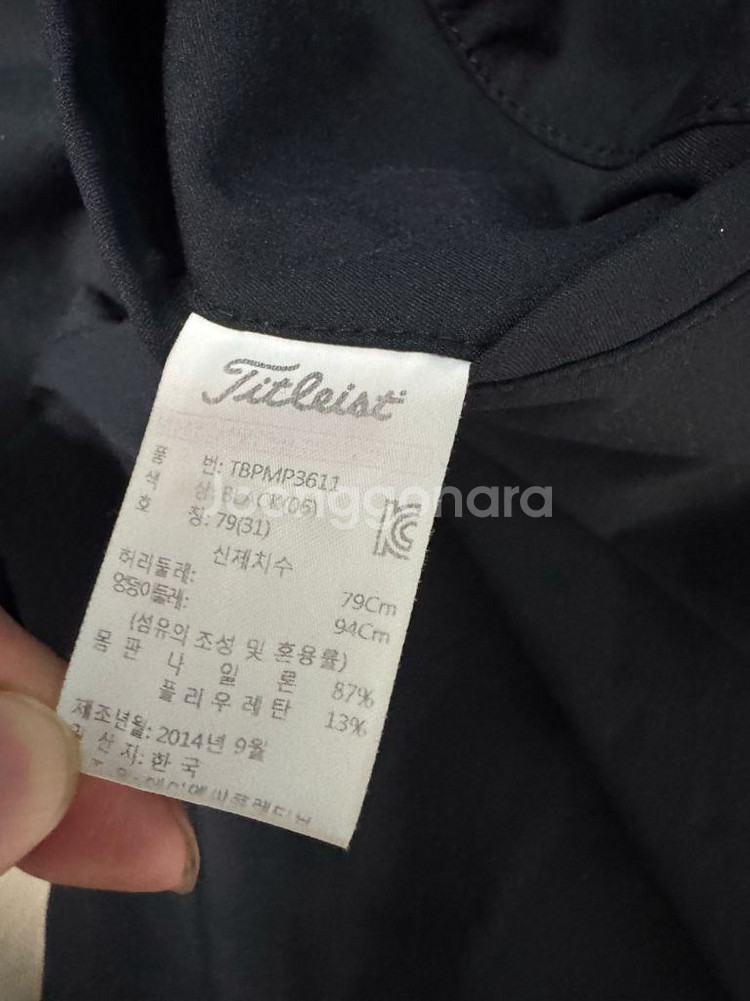 Titleist
품 번: TBPMP3611
색 상: BLACK(06)
호 칭: 79(31)
신제치수
허리둘레: 79Cm
엉덩이둘레: 94Cm
(섬유의 조성 및 혼용률)
몸 판 나 일 론 87%
폴 리 우 레 탄 13%
제조년월: 2014년 9월
산 지: 한 국
Joonggonara